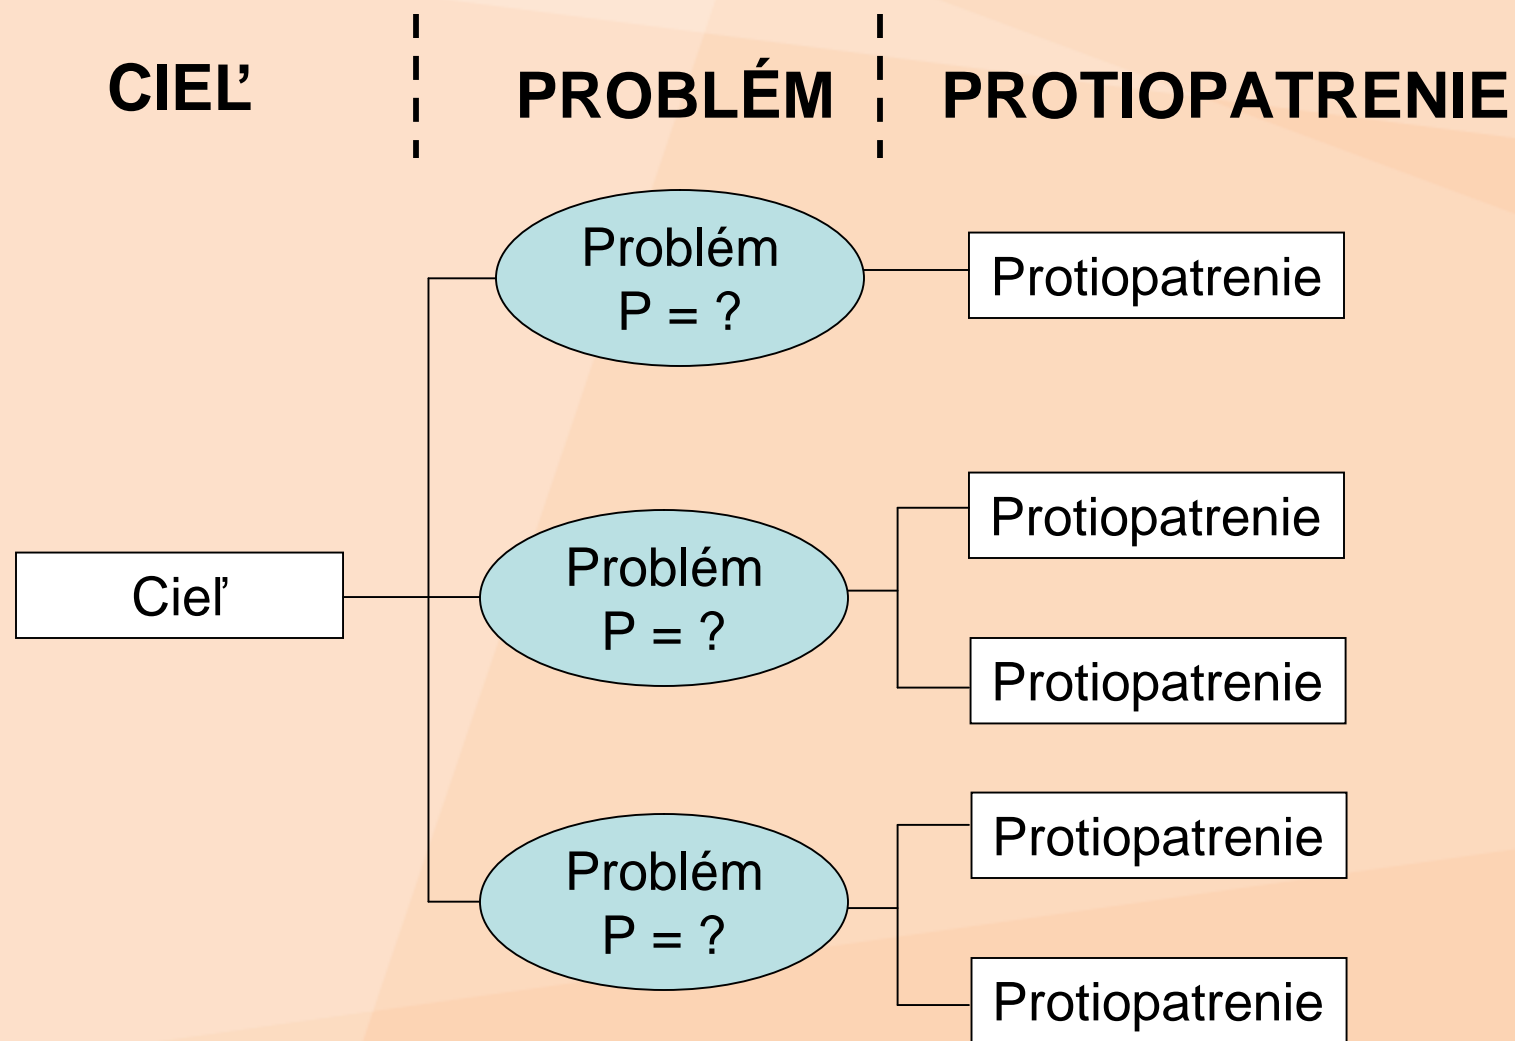 CIEĽ
PROBLÉM
PROTIOPATRENIE
Problém
P = ?
Protiopatrenie
Protiopatrenie
Cieľ
Problém
P = ?
Protiopatrenie
Protiopatrenie
Problém
P = ?
Protiopatrenie